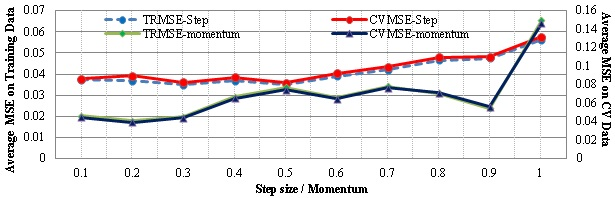 TRMSE-Step
CVMSE-Step
TRMSE-momentum
CVMSE-momentum
Average MSE on Training Data
0.07
0.06
0.05
0.04
0.03
0.02
0.01
0
0.16
0.14
0.12
0.1
0.08
0.06
0.04
0.02
0
Average MSE on CV Data
0.1 0.2 0.3 0.4 0.5 0.6 0.7 0.8 0.9 1
Step size / Momentum